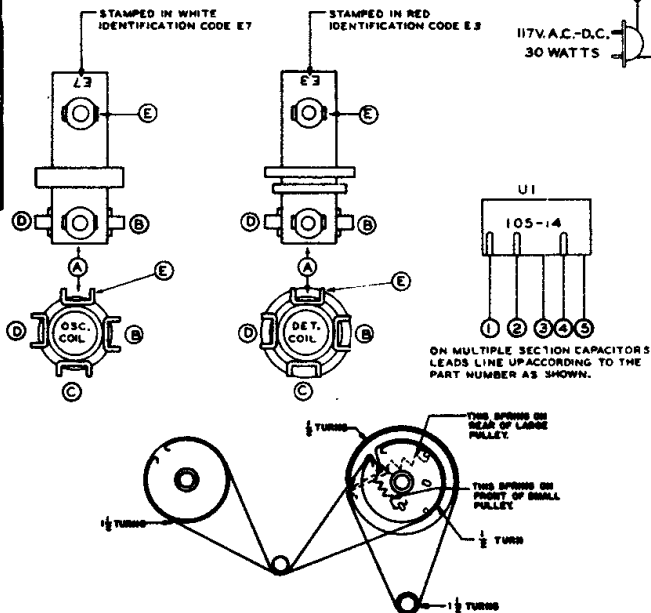 STAMPED IN WHITE
IDENTIFICATION CODE E7
STAMPED IN RED
IDENTIFICATION CODE E3
117V. A.C.-D.C.
30 WATTS
E7
E3
E
E
D
B
D
B
U1
105-14
A
E
A
E
D
OSC.
COIL
B
D
DET.
COIL
B
C
C
1 2 3 4 5
ON MULTIPLE SECTION CAPACITORS
LEADS LINE UP ACCORDING TO THE
PART NUMBER AS SHOWN.
½ TURNS
THIS SPRING ON
REAR OF LARGE
PULLEY.
THIS SPRING ON
FRONT OF SMALL
PULLEY.
1½ TURNS
½ TURN
1½ TURNS